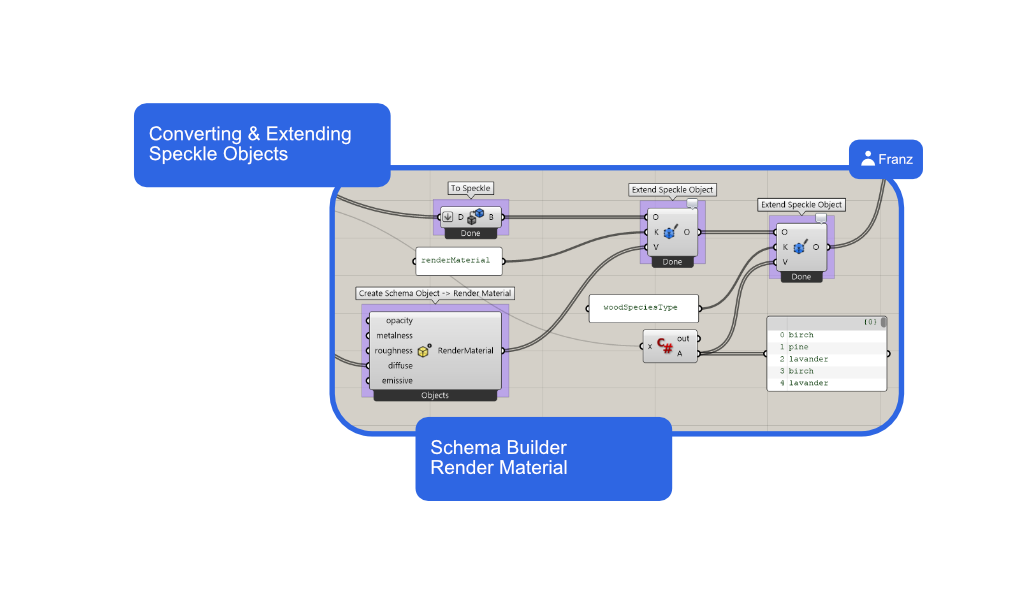 Converting & Extending
Speckle Objects
Franz
To Speckle
D B
Done
Extend Speckle Object
O
K O
V
Done
Extend Speckle Object
O
K O
V
Done
renderMaterial
Create Schema Object -> Render Material
opacity
metalness
roughness
diffuse
emissive
RenderMaterial
Objects
woodSpeciesType
x C# out
A
{0}
0 birch
1 pine
2 lavander
3 birch
4 lavander
Schema Builder
Render Material